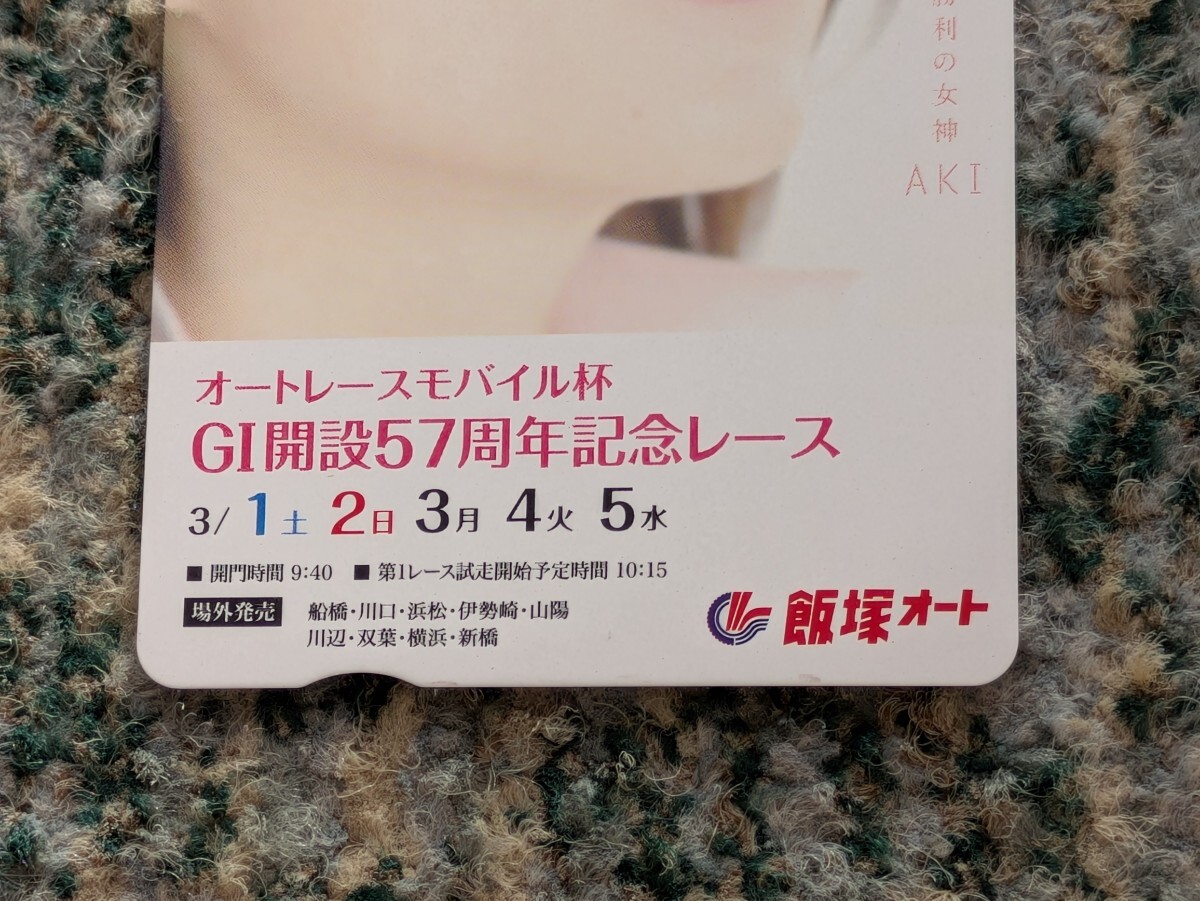 勝利の女神
AKI
オートレースモバイル杯
GI開設57周年記念レース
3/1土 2日 3月 4火 5水
■ 開門時間 9:40 ■ 第1レース試走開始予定時間 10:15
場外発売 船橋・川口・浜松・伊勢崎・山陽
川辺・双葉・横浜・新橋
飯塚オート